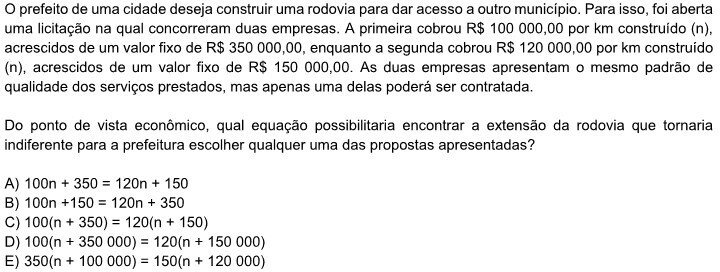 O prefeito de uma cidade deseja construir uma rodovia para dar acesso a outro município. Para isso, foi aberta
uma licitação na qual concorreram duas empresas. A primeira cobrou R$ 100 000,00 por km construído (n),
acrescidos de um valor fixo de R$ 350 000,00, enquanto a segunda cobrou R$ 120 000,00 por km construído
(n), acrescidos de um valor fixo de R$ 150 000,00. As duas empresas apresentam o mesmo padrão de
qualidade dos serviços prestados, mas apenas uma delas poderá ser contratada.
Do ponto de vista econômico, qual equação possibilitaria encontrar a extensão da rodovia que tornaria
indiferente para a prefeitura escolher qualquer uma das propostas apresentadas?
A) 100n + 350 = 120n + 150
B) 100n +150 = 120n + 350
C) 100(n + 350) = 120(n + 150)
D) 100(n + 350 000) = 120(n + 150 000)
E) 350(n + 100 000) = 150(n + 120 000)